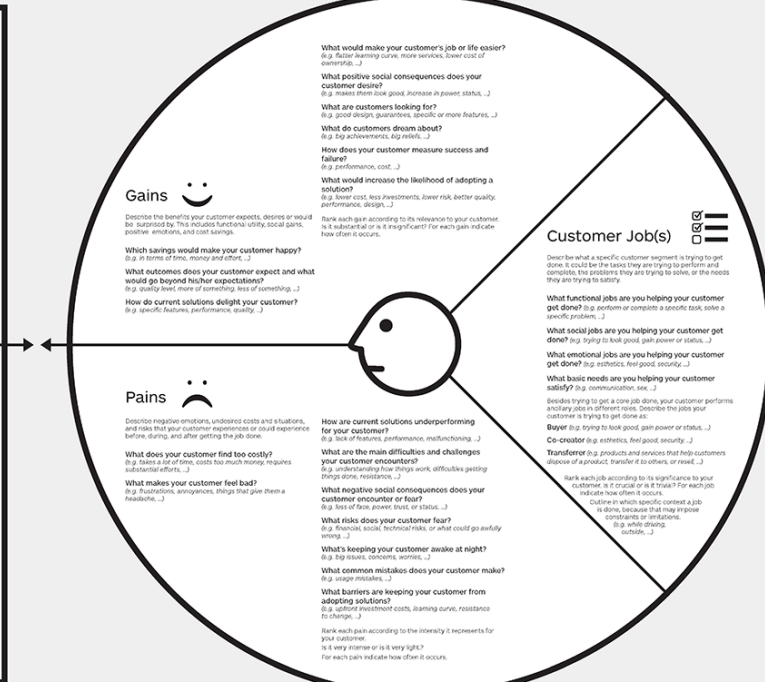 What would make your customer's job or life easier?
(e.g. flatter learning curve, more services, lower cost of
ownership, ...)
What positive social consequences does your
customer desire?
(e.g. makes them look good, increase in power, status, ...)
What are customers looking for?
(e.g. good design, guarantees, specific or more features, ...)
What do customers dream about?
(e.g. big achievements, big reliefs, ...)
How does your customer measure success and
failure?
(e.g. performance, cost, ...)
What would increase the likelihood of adopting a
solution?
(e.g. lower cost, less investments, lower risk, better quality,
performance, design, ...)
Rank each gain according to its relevance to your customer.
Is it substantial or is it insignificant? For each gain indicate
how often it occurs.
Gains
Describe the benefits your customer expects, desires or would
be surprised by. This includes functional utility, social gains,
positive emotions, and cost savings.
Which savings would make your customer happy?
(e.g. in terms of time, money and effort, ...)
What outcomes does your customer expect and what
would go beyond his/her expectations?
(e.g. quality level, more of something, less of something, ...)
How do current solutions delight your customer?
(e.g. specific features, performance, quality, ...)
Customer Job(s)
Describe what a specific customer segment is trying to get
done. It could be the tasks they are trying to perform and
complete, the problems they are trying to solve, or the needs
they are trying to satisfy.
What functional jobs are you helping your customer
get done? (e.g. perform or complete a specific task, solve a
specific problem, ...)
What social jobs are you helping your customer get
done? (e.g. trying to look good, gain power or status, ...)
What emotional jobs are you helping your customer
get done? (e.g. esthetics, feel good, security, ...)
What basic needs are you helping your customer
satisfy? (e.g. communication, sex, ...)
Besides trying to get a core job done, your customer performs
ancillary jobs in different roles. Describe the jobs your
customer is trying to get done as:
Buyer (e.g. trying to look good, gain power or status, ...)
Co-creator (e.g. esthetics, feel good, security, ...)
Transferrer (e.g. products and services that help customers
dispose of a product, transfer it to others, or resell, ...)
Rank each job according to its significance to your
customer. Is it crucial or is it trivial? For each job
indicate how often it occurs.
Outline in which specific context a job
is done, because that may impose
constraints or limitations.
(e.g. while driving,
outside, ...)
Pains
Describe negative emotions, undesired costs and situations,
and risks that your customer experiences or could experience
before, during, and after getting the job done.
What does your customer find too costly?
(e.g. takes a lot of time, costs too much money, requires
substantial efforts, ...)
What makes your customer feel bad?
(e.g. frustrations, annoyances, things that give them a
headache, ...)
How are current solutions underperforming
for your customer?
(e.g. lack of features, performance, malfunctioning, ...)
What are the main difficulties and challenges
your customer encounters?
(e.g. understanding how things work, difficulties getting
things done, resistance, ...)
What negative social consequences does your
customer encounter or fear?
(e.g. loss of face, power, trust, or status, ...)
What risks does your customer fear?
(e.g. financial, social, technical risks, or what could go awfully
wrong, ...)
What's keeping your customer awake at night?
(e.g. big issues, concerns, worries, ...)
What common mistakes does your customer make?
(e.g. usage mistakes, ...)
What barriers are keeping your customer from
adopting solutions?
(e.g. upfront investment costs, learning curve, resistance
to change, ...)
Rank each pain according to the intensity it represents for
your customer.
Is it very intense or is it very light.?
For each pain indicate how often it occurs.